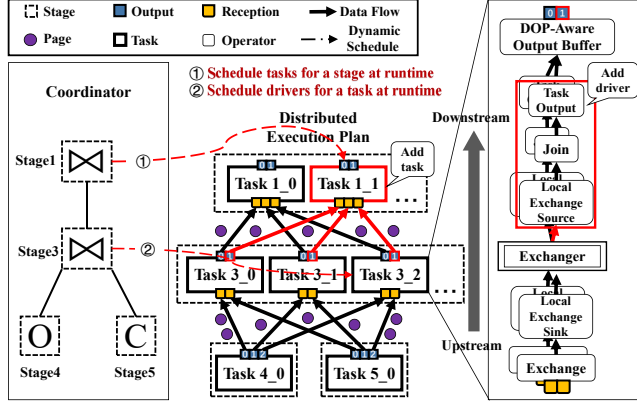 Stage
Output
Reception
Data Flow
Page
Task
Operator
Dynamic
Schedule
① Schedule tasks for a stage at runtime
② Schedule drivers for a task at runtime
Coordinator
Stage1
①
Stage3
②
O
C
Stage4
Stage5
Distributed
Execution Plan
0 1
0 1
Task 1_0
Task 1_1
...
Add
task
0 1
0 1
Task 3_0
Task 3_1
Task 3_2
...
0 1 2
0 1 2
Task 4_0
Task 5_0
Downstream
Upstream
0 1
DOP-Aware
Output Buffer
Add
driver
Task
Output
Join
Local
Exchange
Source
Exchanger
Local
Exchange
Sink
Exchange